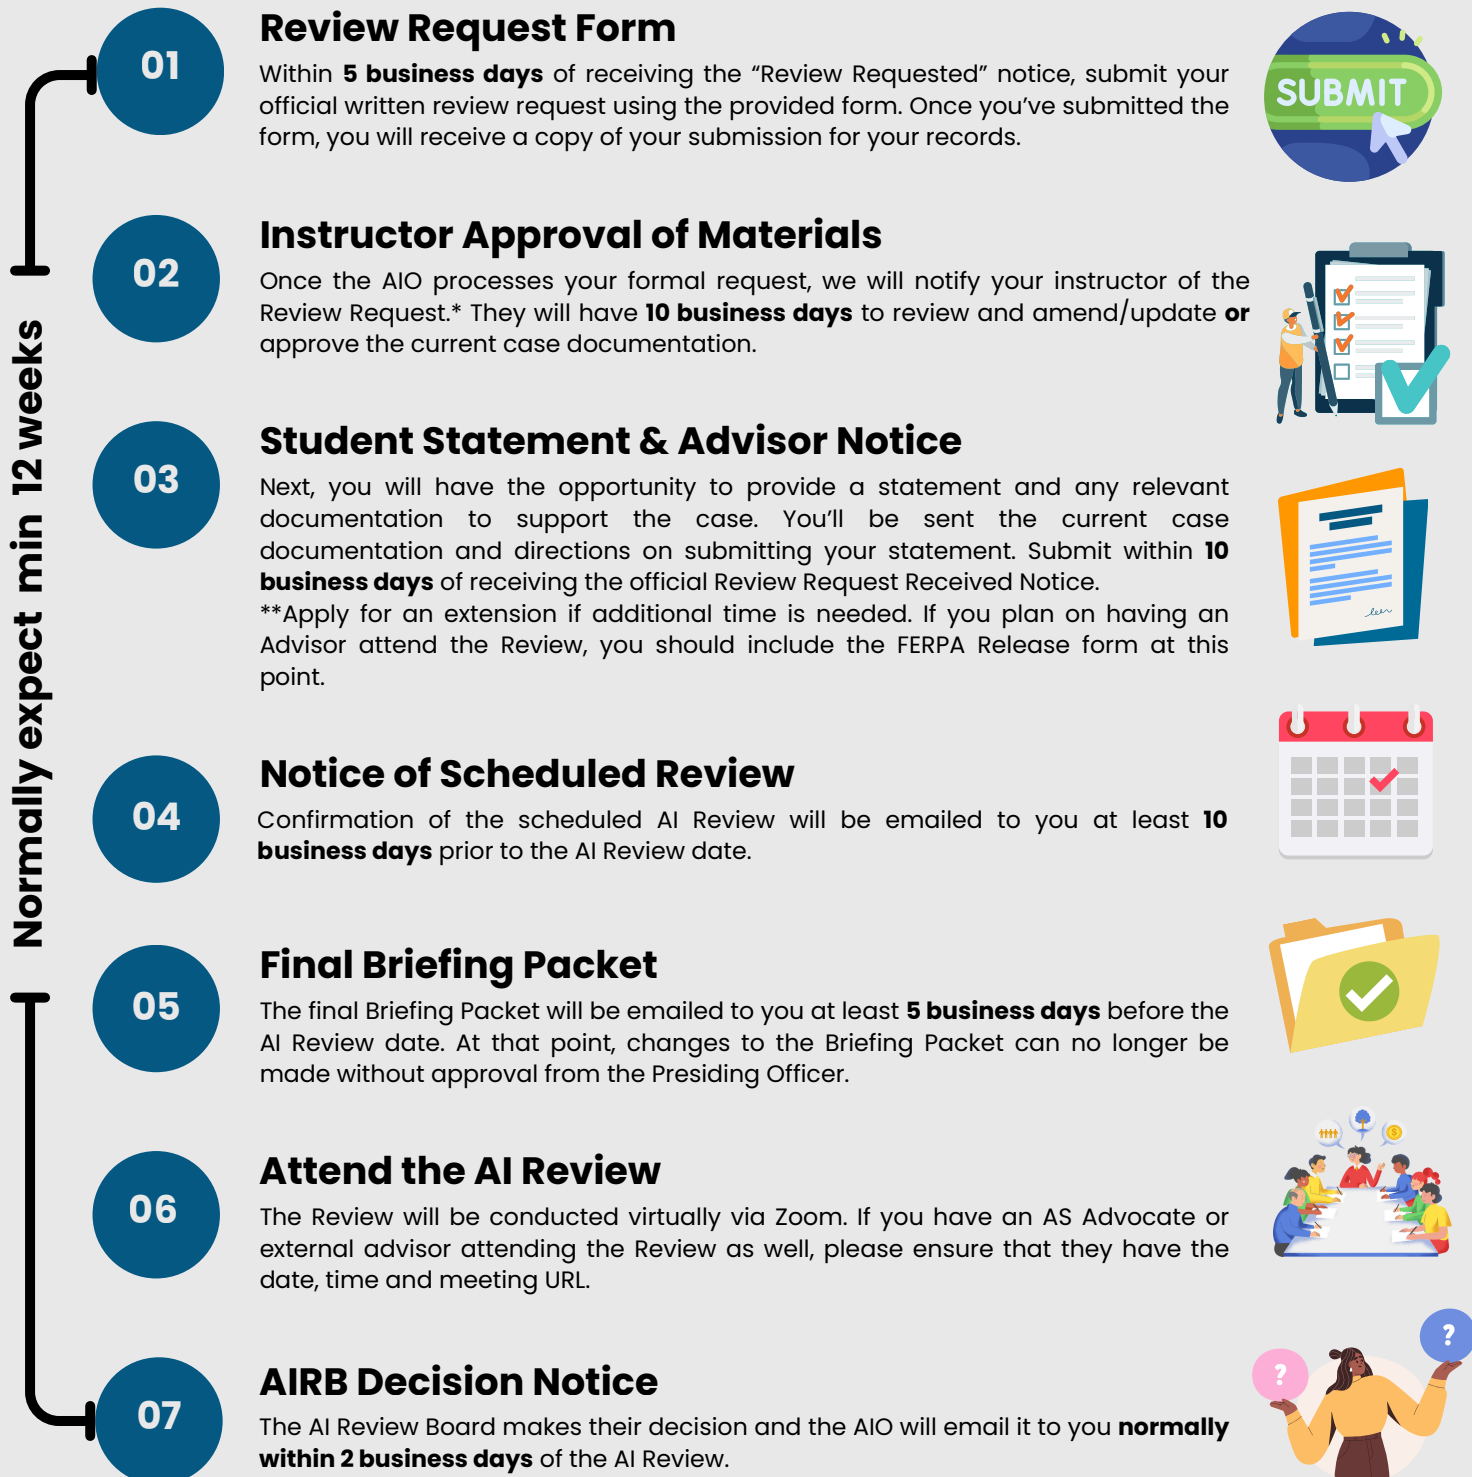 Normally expect min 12 weeks
01
Review Request Form
Within 5 business days of receiving the “Review Requested” notice, submit your
official written review request using the provided form. Once you’ve submitted the
form, you will receive a copy of your submission for your records.
SUBMIT
02
Instructor Approval of Materials
Once the AIO processes your formal request, we will notify your instructor of the
Review Request.* They will have 10 business days to review and amend/update or
approve the current case documentation.
03
Student Statement & Advisor Notice
Next, you will have the opportunity to provide a statement and any relevant
documentation to support the case. You’ll be sent the current case
documentation and directions on submitting your statement. Submit within 10
business days of receiving the official Review Request Received Notice.
**Apply for an extension if additional time is needed. If you plan on having an
Advisor attend the Review, you should include the FERPA Release form at this
point.
04
Notice of Scheduled Review
Confirmation of the scheduled AI Review will be emailed to you at least 10
business days prior to the AI Review date.
05
Final Briefing Packet
The final Briefing Packet will be emailed to you at least 5 business days before the
AI Review date. At that point, changes to the Briefing Packet can no longer be
made without approval from the Presiding Officer.
06
Attend the AI Review
The Review will be conducted virtually via Zoom. If you have an AS Advocate or
external advisor attending the Review as well, please ensure that they have the
date, time and meeting URL.
$
07
AIRB Decision Notice
The AI Review Board makes their decision and the AIO will email it to you normally
within 2 business days of the AI Review.
?
?